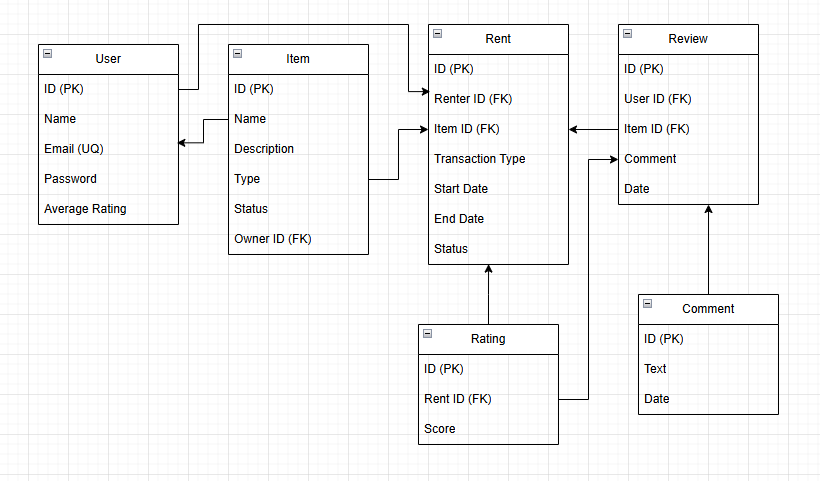 User
ID (PK)
Name
Email (UQ)
Password
Average Rating
Item
ID (PK)
Name
Description
Type
Status
Owner ID (FK)
Rent
ID (PK)
Renter ID (FK)
Item ID (FK)
Transaction Type
Start Date
End Date
Status
Review
ID (PK)
User ID (FK)
Item ID (FK)
Comment
Date
Rating
ID (PK)
Rent ID (FK)
Score
Comment
ID (PK)
Text
Date